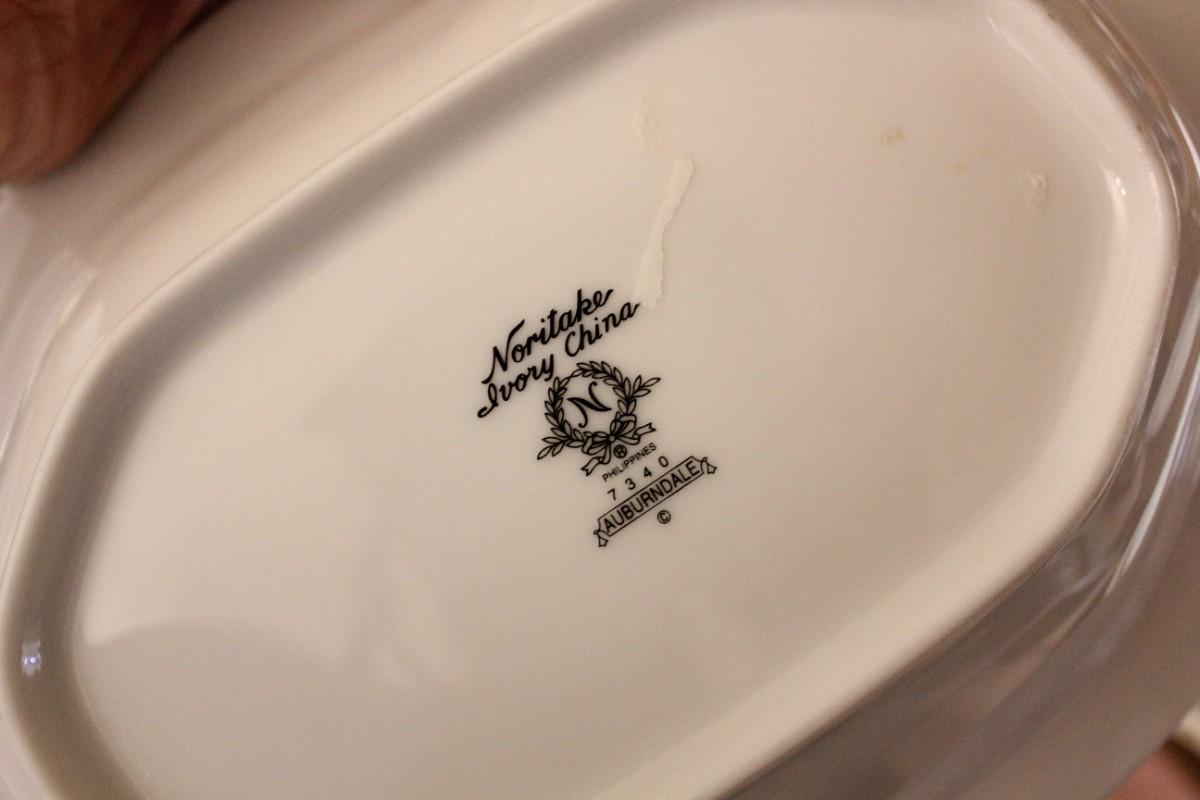 Noritake
Ivory China
N
®
PHILIPPINES
7340
AUBURNDALE
©